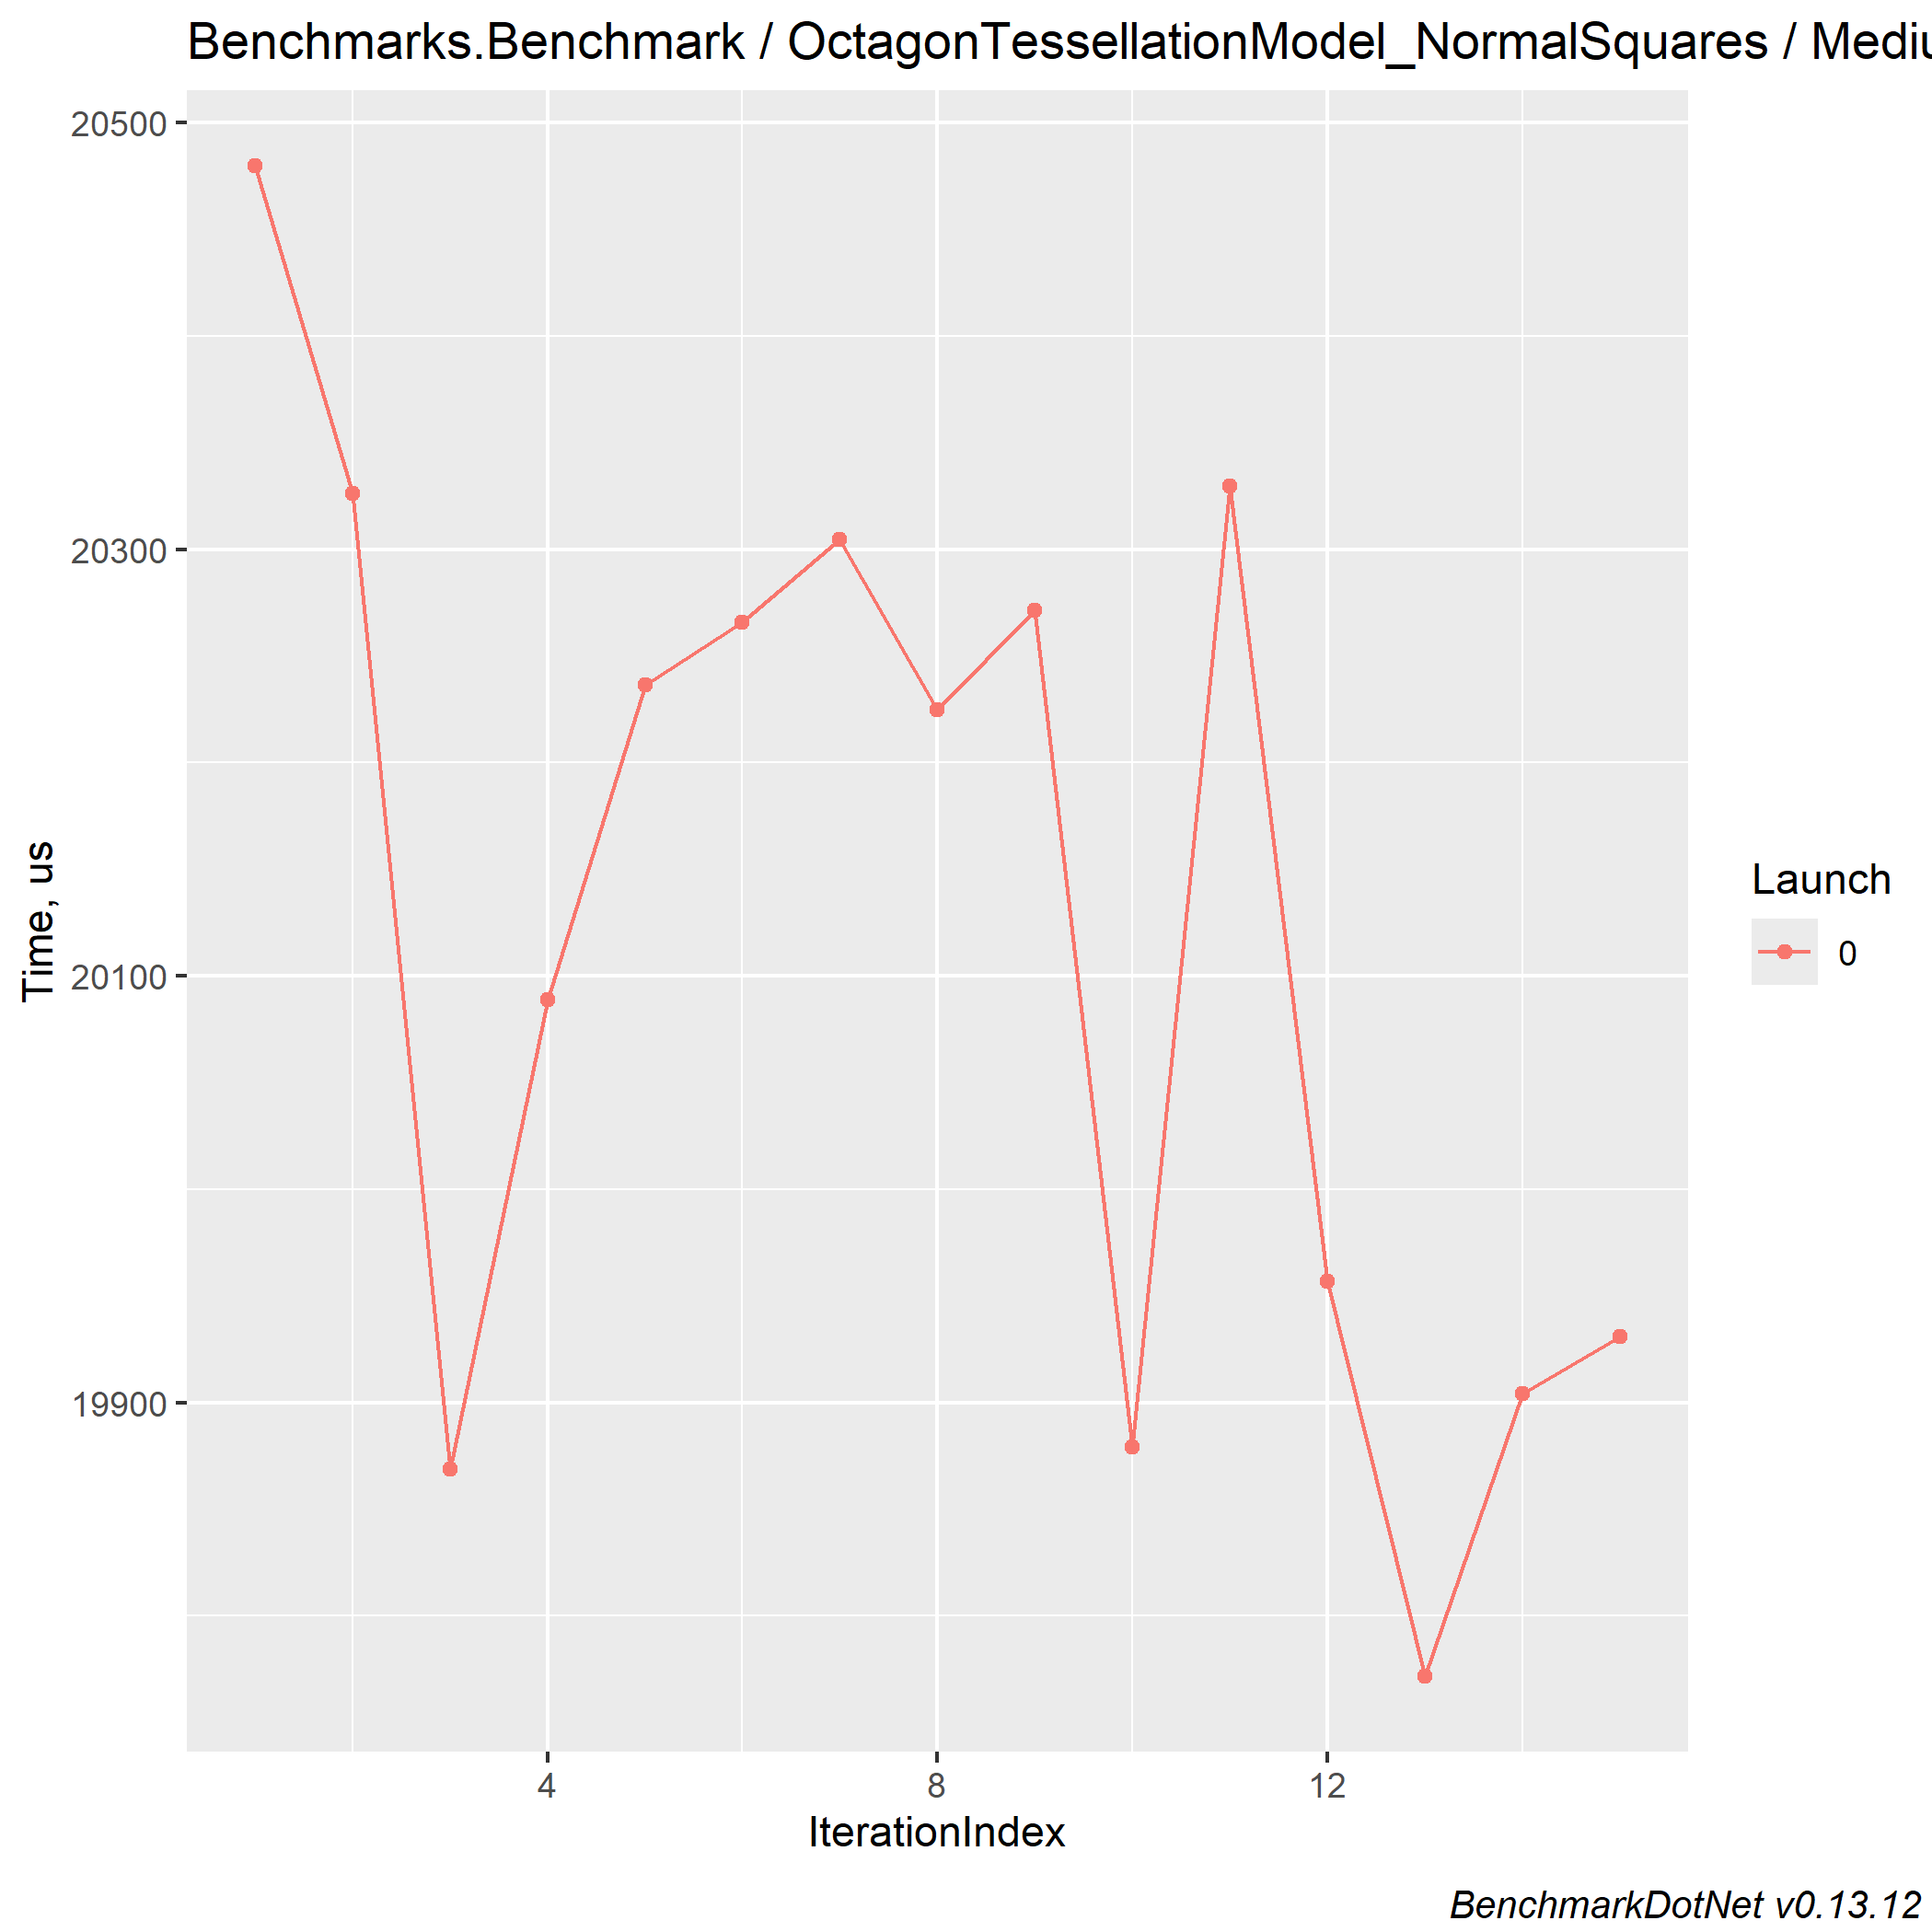 Benchmarks.Benchmark / OctagonTessellationModel_NormalSquares /
20500
20300
20100
19900
Time, us
4
8
12
IterationIndex
Launch
0
BenchmarkDotNet v0.13.12